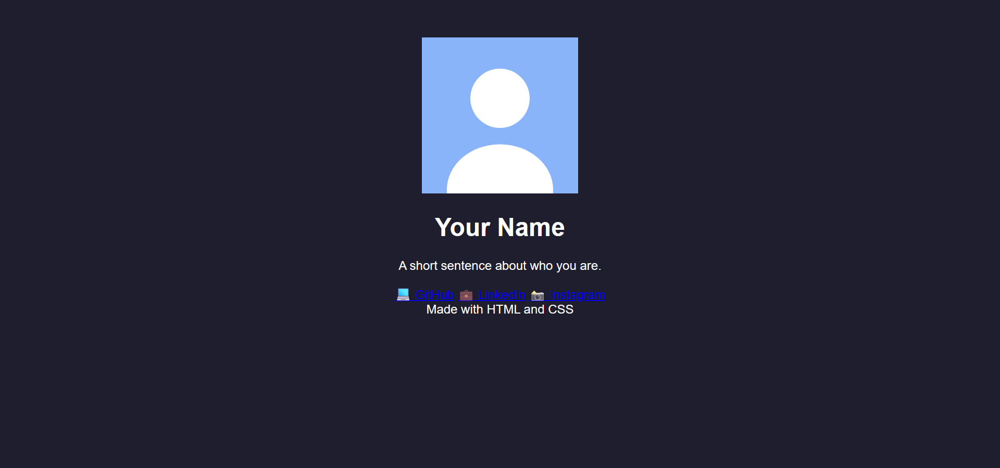 Your Name
A short sentence about who you are.
💻 GitHub 💼 LinkedIn 📸 Instagram
Made with HTML and CSS